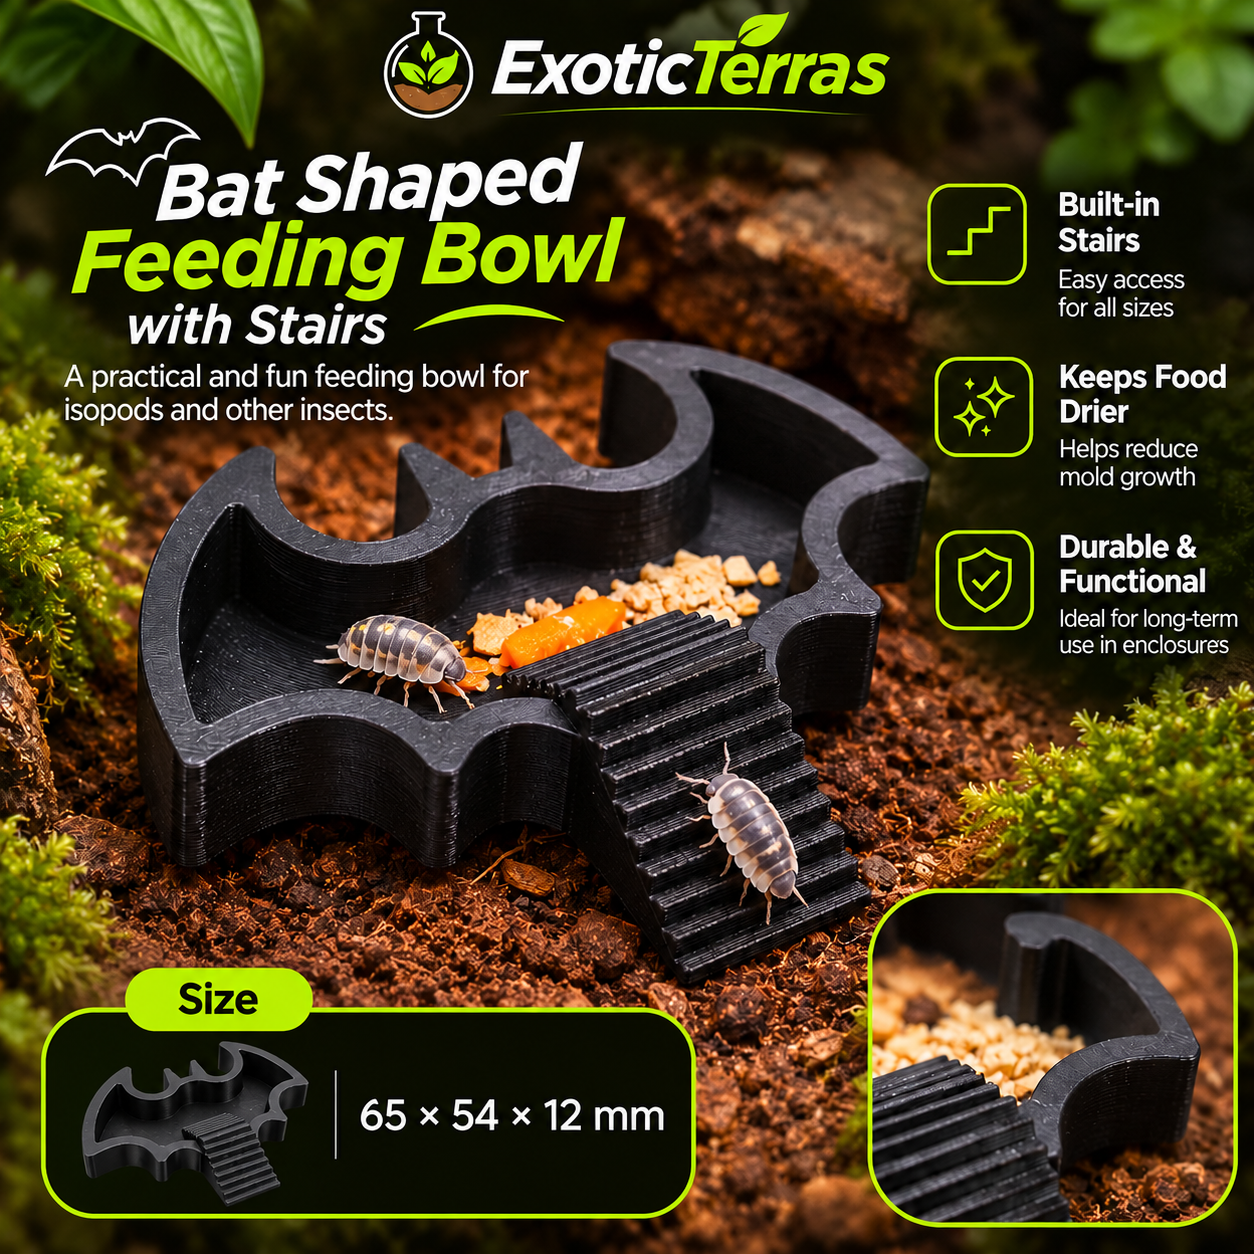 ExoticTerras
Bat Shaped
Feeding Bowl
with Stairs
A practical and fun feeding bowl for
isopods and other insects.
Built-in
Stairs
Easy access
for all sizes
Keeps Food
Drier
Helps reduce
mold growth
Durable &
Functional
Ideal for long-term
use in enclosures
Size
65 × 54 × 12 mm